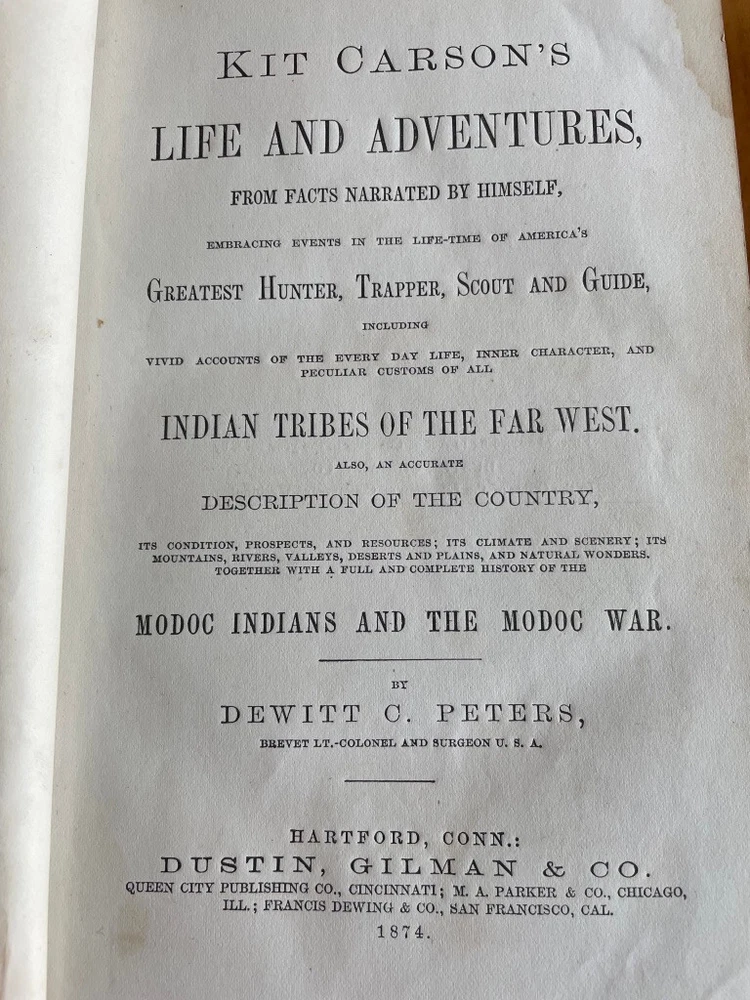 KIT CARSON'S
LIFE AND ADVENTURES,
FROM FACTS NARRATED BY HIMSELF,
EMBRACING EVENTS IN THE LIFE-TIME OF AMERICA'S
GREATEST HUNTER, TRAPPER, SCOUT AND GUIDE,
INCLUDING
VIVID ACCOUNTS OF THE EVERY DAY LIFE, INNER CHARACTER, AND
PECULIAR CUSTOMS OF ALL
INDIAN TRIBES OF THE FAR WEST.
ALSO, AN ACCURATE
DESCRIPTION OF THE COUNTRY,
ITS CONDITION, PROSPECTS, AND RESOURCES; ITS CLIMATE AND SCENERY; ITS
MOUNTAINS, RIVERS, VALLEYS, DESERTS AND PLAINS, AND NATURAL WONDERS.
TOGETHER WITH A FULL AND COMPLETE HISTORY OF THE
MODOC INDIANS AND THE MODOC WAR.
BY
DEWITT C. PETERS,
BREVET LT.-COLONEL AND SURGEON U. S. A.
HARTFORD, CONN.:
DUSTIN, GILMAN & CO.
QUEEN CITY PUBLISHING CO., CINCINNATI; M. A. PARKER & CO., CHICAGO,
ILL.; FRANCIS DEWING & CO., SAN FRANCISCO, CAL.
1874.